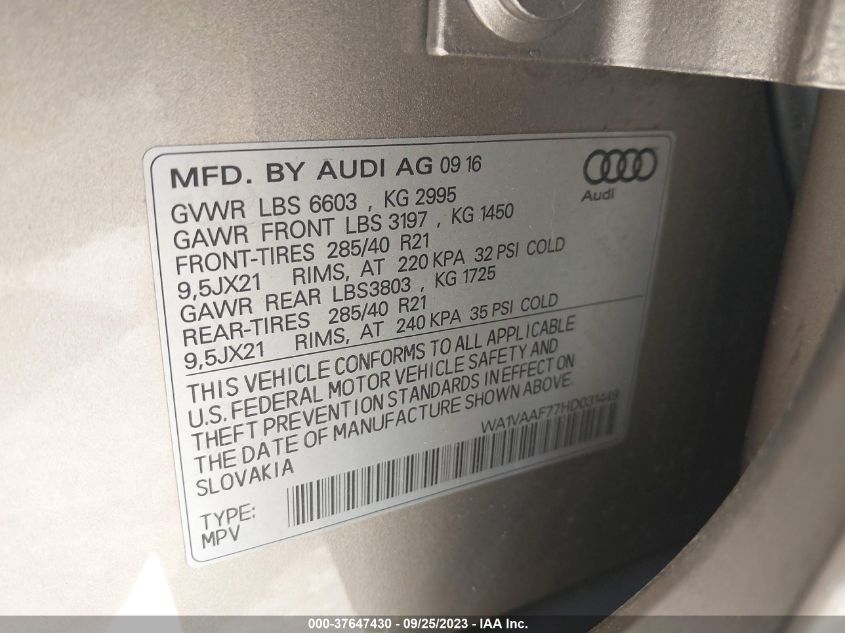 MFD. BY AUDI AG 09 16
Audi
GVWR LBS 6603 , KG 2995
GAWR FRONT LBS 3197 , KG 1450
FRONT-TIRES 285/40 R21
9,5JX21 RIMS, AT 220 KPA 32 PSI COLD
GAWR REAR LBS3803 , KG 1725
REAR-TIRES 285/40 R21
9,5JX21 RIMS, AT 240 KPA 35 PSI COLD
THIS VEHICLE CONFORMS TO ALL APPLICABLE
U.S. FEDERAL MOTOR VEHICLE SAFETY AND
THEFT PREVENTION STANDARDS IN EFFECT ON
THE DATE OF MANUFACTURE SHOWN ABOVE.
SLOVAKIA
WA1VAAF77HD031449
TYPE:
MPV
000-37647430 - 09/25/2023 - © IAA Inc.